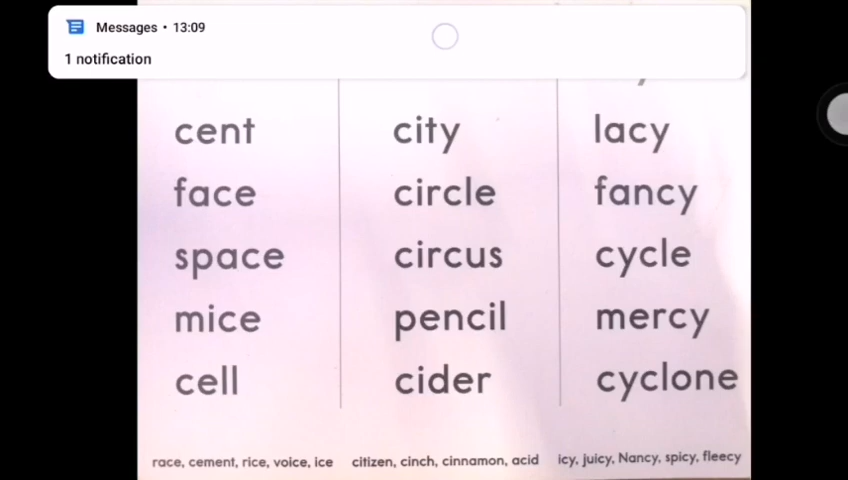 Messages • 13:09
1 notification
cent city lacy
face circle fancy
space circus cycle
mice pencil mercy
cell cider cyclone
race, cement, rice, voice, ice citizen, cinch, cinnamon, acid icy, juicy, Nancy, spicy, fleecy